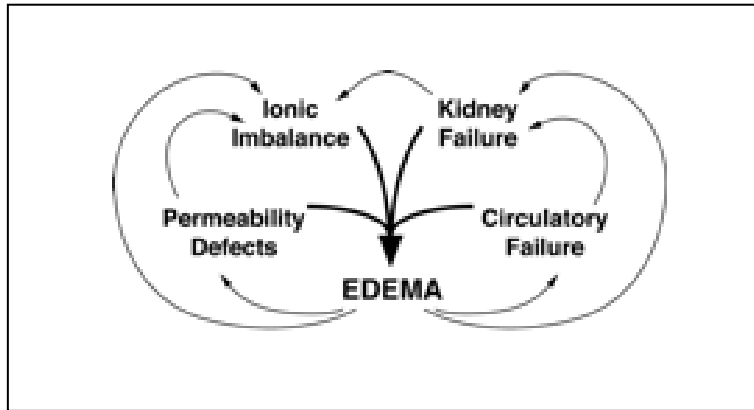 Ionic
Imbalance
Kidney
Failure
Permeability
Defects
Circulatory
Failure
EDEMA